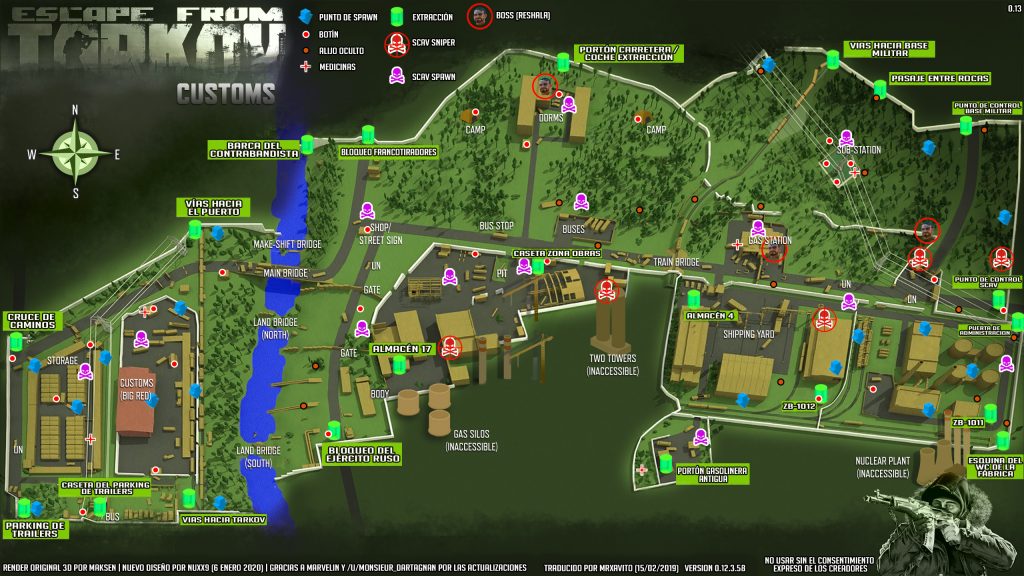 ESCAPE FROM
TARKOV
CUSTOMS
PUNTO DE SPAWN
BOTÍN
ALIJO OCULTO
MEDICINAS
EXTRACCIÓN
SCAV SNIPER
SCAV SPAWN
BOSS (RESHALA)
0.13
N
W
E
S
PORTÓN CARRETERA /
COCHE EXTRACCIÓN
VIAS HACIA BASE
MILITAR
PASAJE ENTRE ROCAS
PUNTO DE CONTROL
BASE MILITAR
DORMS
CAMP
CAMP
BARCA DEL
CONTRABANDISTA
BLOQUEO FRANCOTIRADORES
SUB-STATION
VÍAS HACIA
EL PUERTO
SHOP/
STREET SIGN
BUS STOP
BUSES
GAS STATION
MAKE-SHIFT BRIDGE
MAIN BRIDGE
UN
GATE
PIT
CASETA ZONA OBRAS
TRAIN BRIDGE
UN
UN
PUNTO DE CONTROL
SCAV
CRUCE DE
CAMINOS
LAND BRIDGE
(NORTH)
GATE
ALMACÉN 17
ALMACÉN 4
SHIPPING YARD
PUERTA DE
ADMINISTRACION
STORAGE
CUSTOMS
(BIG RED)
TWO TOWERS
(INACCESSIBLE)
BODY
ZB-1012
ZB-1011
GAS SILOS
(INACCESSIBLE)
UN
LAND BRIDGE
(SOUTH)
BLOQUEO DEL
EJÉRCITO RUSO
PORTÓN GASOLINERA
ANTIGUA
NUCLEAR PLANT
(INACCESSIBLE)
ESQUINA DEL
WC DE LA
FÁBRICA
CASETA DEL PARKING
DE TRAILERS
BUS
PARKING DE
TRAILERS
VIAS HACIA TARKOV
RENDER ORIGINAL 3D POR MAKSEN | NUEVO DISEÑO POR NUXX9 (6 ENERO 2020) | GRACIAS A MARVELIN Y /U/MONSIEUR_DARTAGNAN POR LAS ACTUALIZACIONES
TRADUCIDO POR MRXAVITO (15/02/2019)
VERSION 0.12.3.58
NO USAR SIN EL CONSENTIMIENTO
EXPRESO DE LOS CREADORES